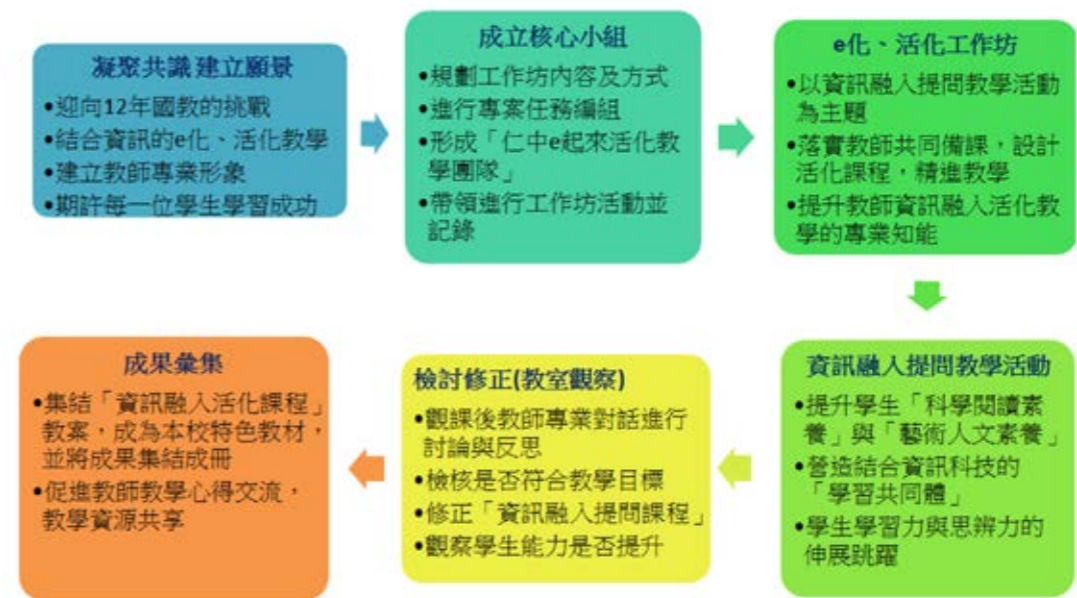 凝聚共識 建立願景
•迎向12年國教的挑戰
•結合資訊的e化、活化教學
•建立教師專業形象
•期許每一位學生學習成功
成立核心小組
•規劃工作坊內容及方式
•進行專案任務編組
•形成「仁中e起來活化教
學團隊」
•帶領進行工作坊活動並
記錄
e化、活化工作坊
•以資訊融入提問教學活動
為主題
•落實教師共同備課，設計
活化課程，精進教學
•提升教師資訊融入活化教
學的專業知能
資訊融入提問教學活動
•提升學生「科學閱讀素
養」與「藝術人文素養」
•營造結合資訊科技的
「學習共同體」
•學生學習力與思辨力的
伸展跳躍
檢討修正(教室觀察)
•觀課後教師專業對話進行
討論與反思
•檢核是否符合教學目標
•修正「資訊融入提問課程」
•觀察學生能力是否提升
成果彙集
•集結「資訊融入活化課程」
教案，成為本校特色教材，
並將成果集結成冊
•促進教師教學心得交流，
教學資源共享